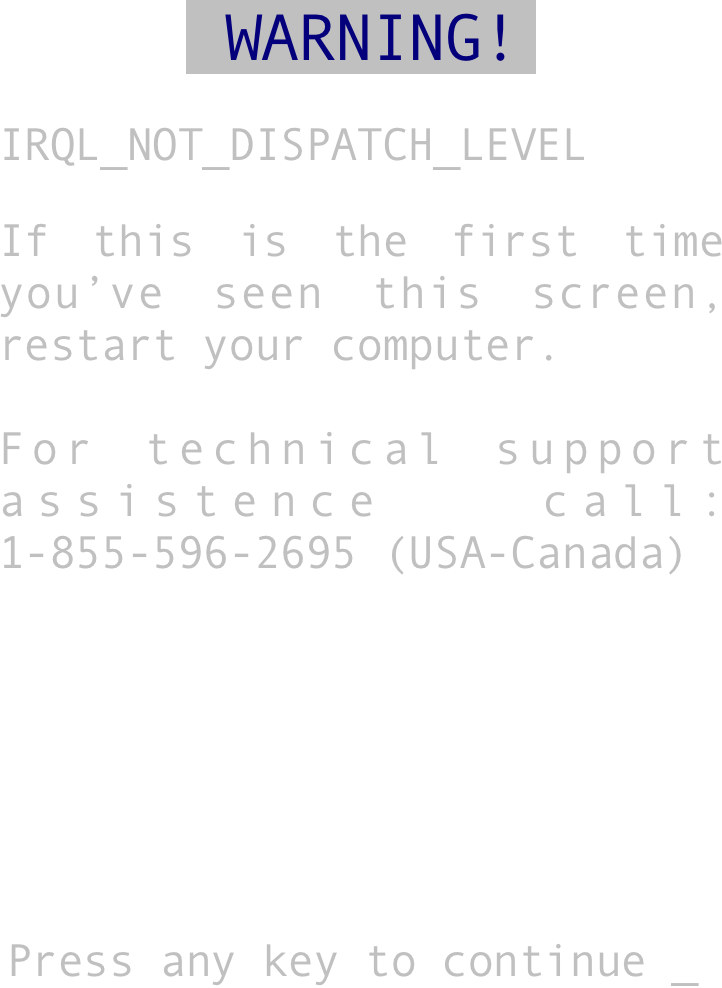 WARNING!
IRQL_NOT_DISPATCH_LEVEL
If this is the first time
you’ve seen this screen,
restart your computer.
For technical support
assistence call:
1-855-596-2695 (USA-Canada)
Press any key to continue _